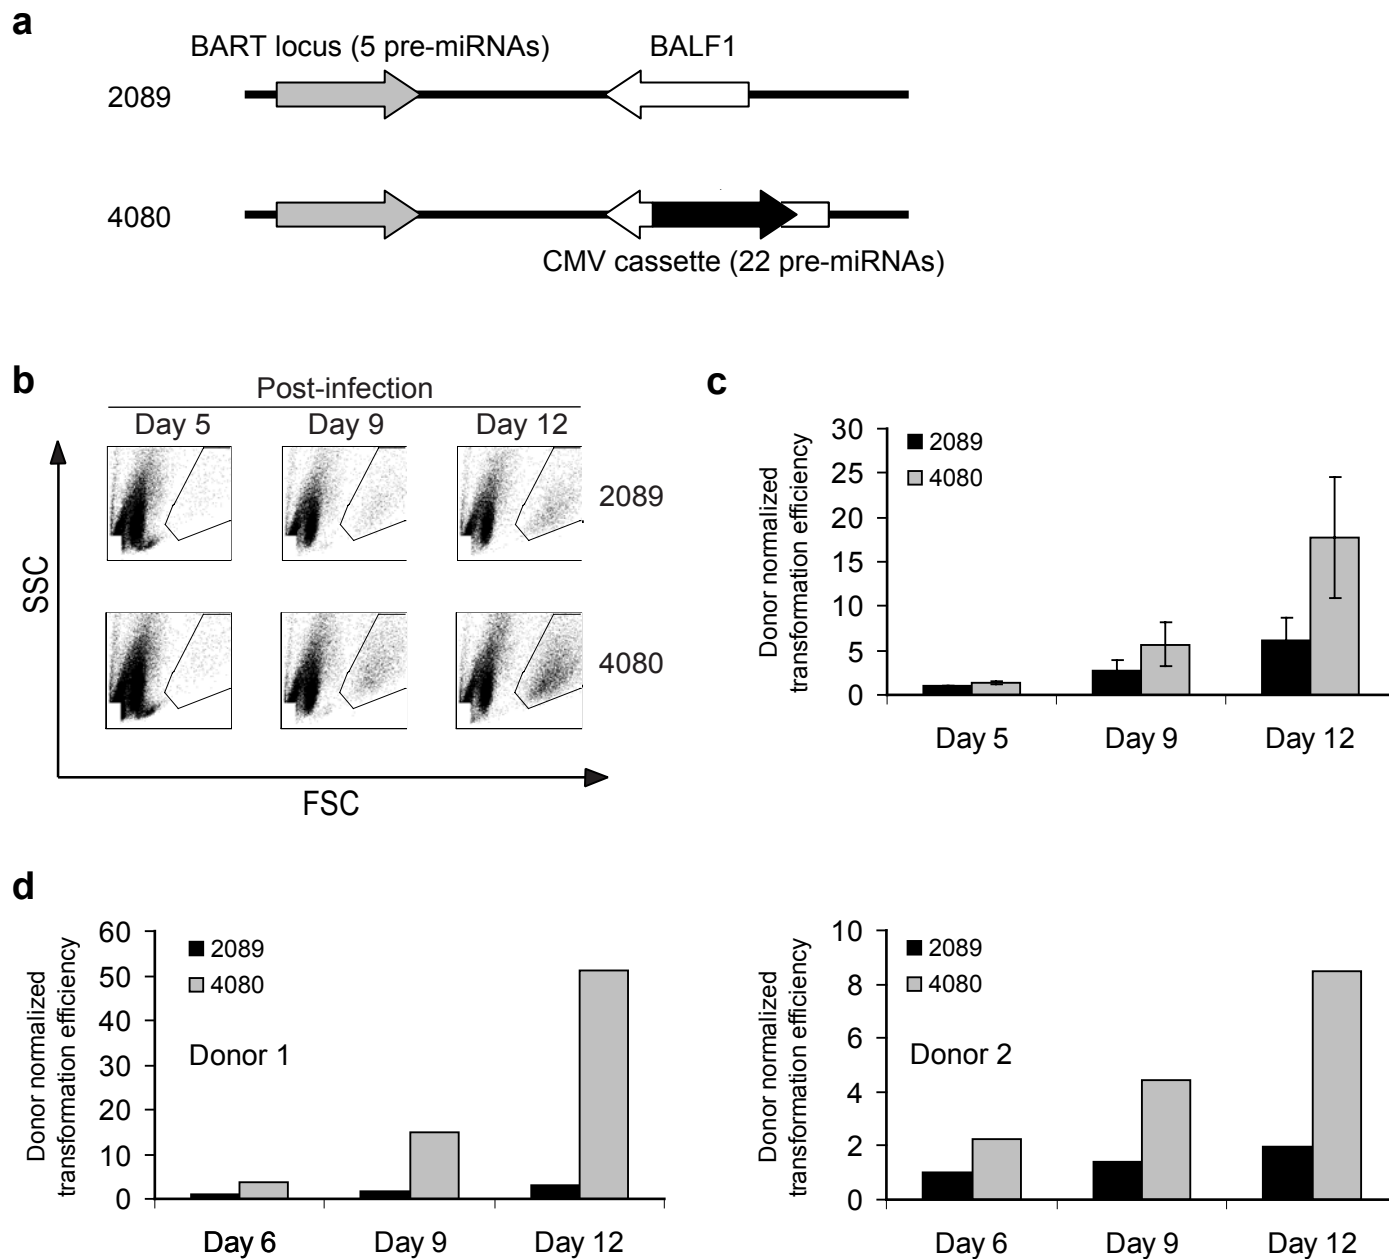 a
BART locus (5 pre-miRNAs)
BALF1
2089
4080
CMV cassette (22 pre-miRNAs)
b
Post-infection
Day 5
Day 9
Day 12
2089
4080
SSC
FSC
c
Donor normalized
transformation efficiency
30
25
20
15
10
5
0
2089
4080
Day 5
Day 9
Day 12
d
Donor normalized
transformation efficiency
60
50
40
30
20
10
0
2089
4080
Donor 1
Day 6
Day 9
Day 12
Donor normalized
transformation efficiency
10
8
6
4
2
0
2089
4080
Donor 2
Day 6
Day 9
Day 12